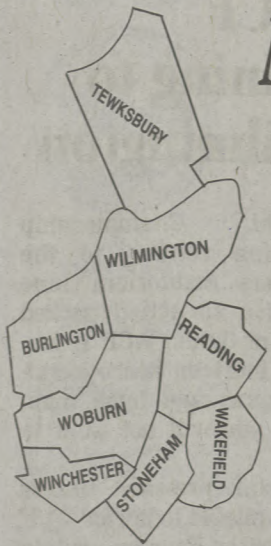 TEWKSBURY
WILMINGTON
BURLINGTON
READING
WOBURN
WAKEFIELD
STONEHAM
WINCHESTER